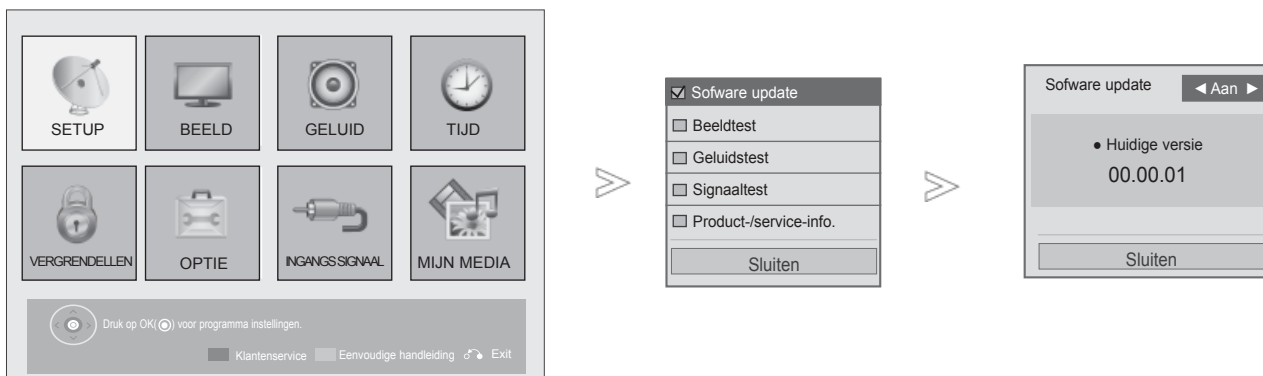 SETUP
BEELD
GELUID
TIJD
VERGRENDELLEN
OPTIE
INGANGSSIGNAAL
MIJN MEDIA
Druk op OK(◉) voor programma instellingen.
Klantenservice Eenvoudige handleiding Exit
Sofware update
Beeldtest
Geluidstest
Signaaltest
Product-/service-info.
Sluiten
Sofware update ◄ Aan ►
● Huidige versie
00.00.01
Sluiten